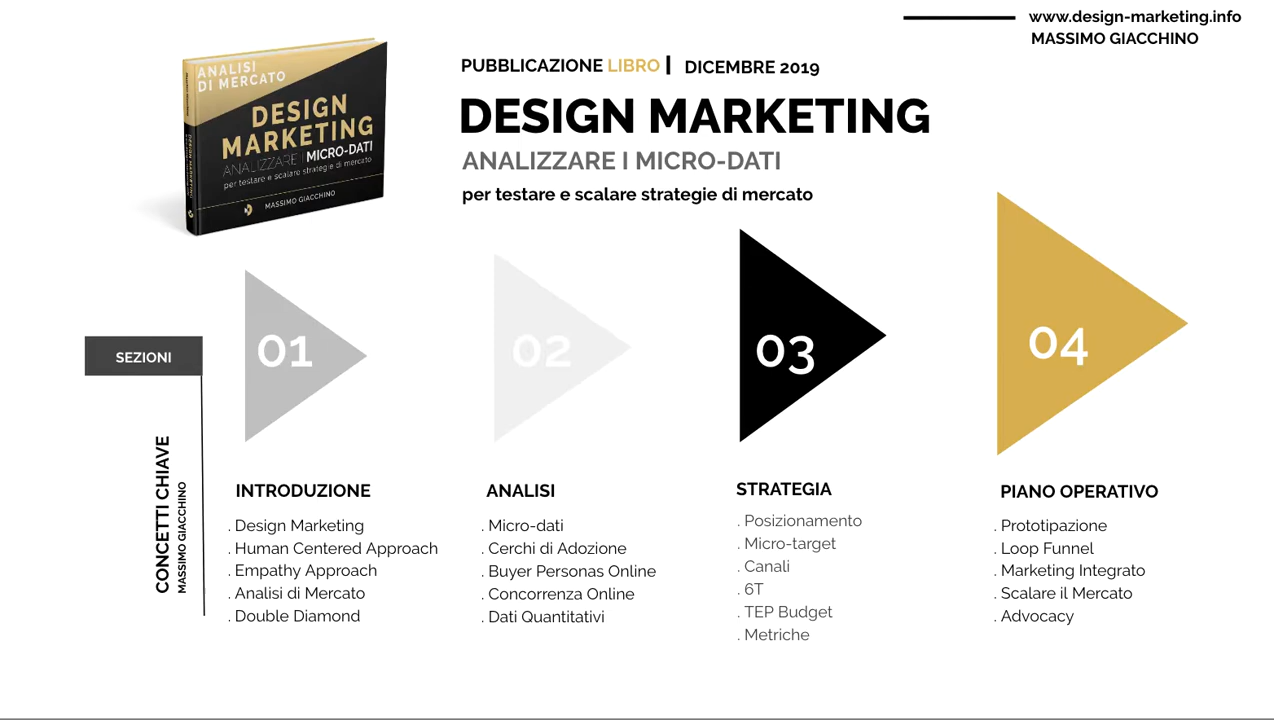 www.design-marketing.info
MASSIMO GIACCHINO
ANALISI
DI MERCATO
DESIGN
MARKETING
ANALIZZARE I MICRO-DATI
per testare e scalare strategie di mercato
MASSIMO GIACCHINO
PUBBLICAZIONE LIBRO | DICEMBRE 2019
DESIGN MARKETING
ANALIZZARE I MICRO-DATI
per testare e scalare strategie di mercato
SEZIONI
CONCETTI CHIAVE
MASSIMO GIACCHINO
01
INTRODUZIONE
. Design Marketing
. Human Centered Approach
. Empathy Approach
. Analisi di Mercato
. Double Diamond
02
ANALISI
. Micro-dati
. Cerchi di Adozione
. Buyer Personas Online
. Concorrenza Online
. Dati Quantitativi
03
STRATEGIA
. Posizionamento
. Micro-target
. Canali
. 6T
. TEP Budget
. Metriche
04
PIANO OPERATIVO
. Prototipazione
. Loop Funnel
. Marketing Integrato
. Scalare il Mercato
. Advocacy